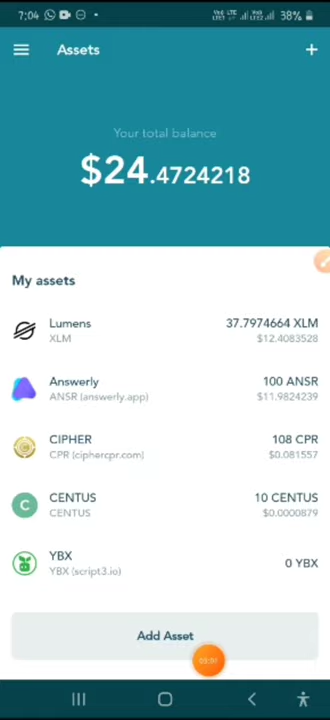 7:04
38%
Assets
Your total balance
$24.4724218
My assets
Lumens
37.7974664 XLM
XLM
$12.4083528
Answerly
100 ANSR
ANSR (answerly.app)
$11.9824239
CIPHER
108 CPR
CPR (ciphercpr.com)
$0.081557
CENTUS
10 CENTUS
CENTUS
$0.0000879
YBX
0 YBX
YBX (script3.io)
Add Asset